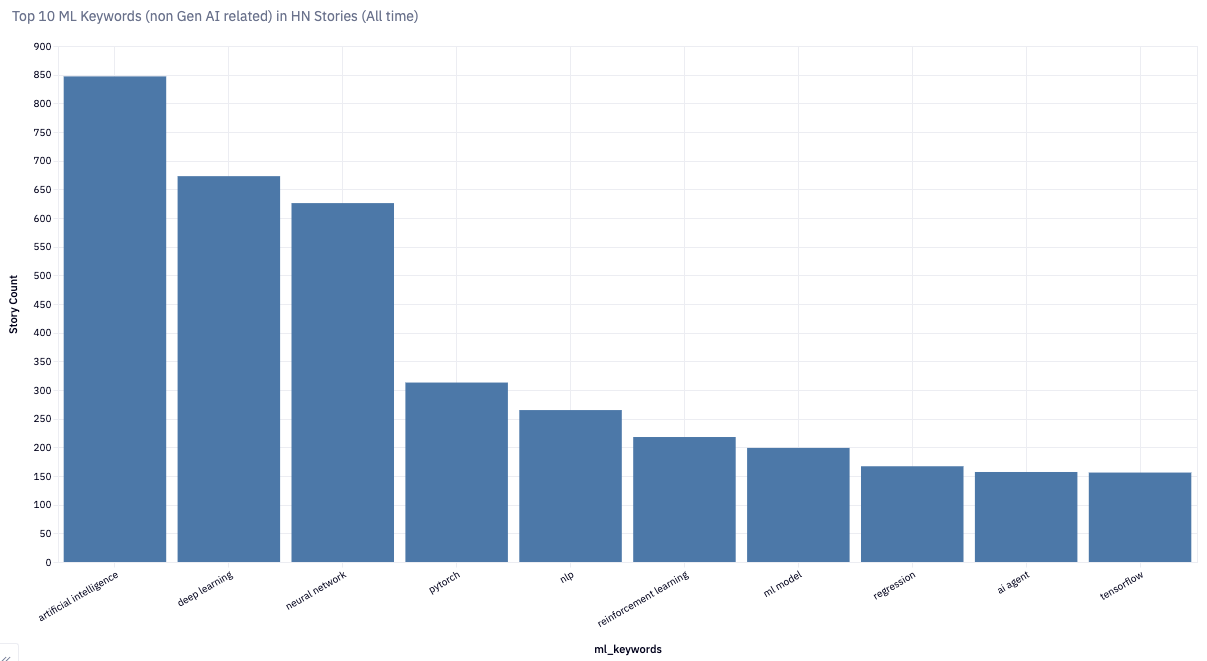 Top 10 ML Keywords (non Gen AI related) in HN Stories (All time)
900
850
800
750
700
650
600
550
500
450
400
350
300
250
200
150
100
50
0
Story Count
artificial intelligence
deep learning
neural network
pytorch
nlp
reinforcement learning
ml model
regression
ai agent
tensorflow
ml_keywords